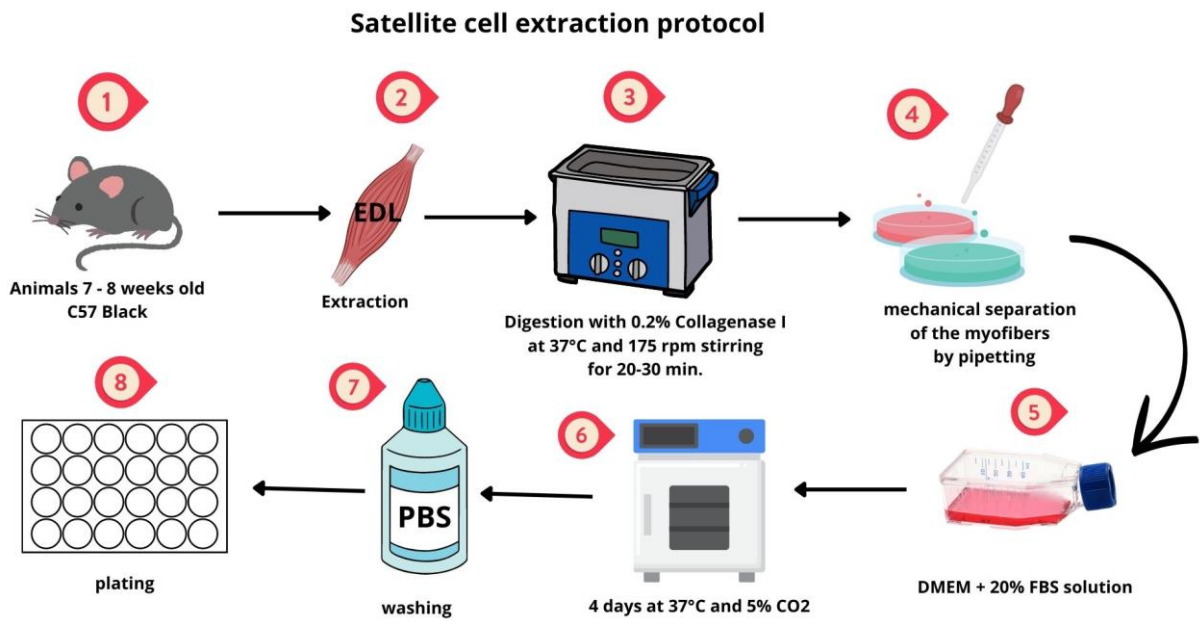 Satellite cell extraction protocol
1
2
3
4
EDL
Animals 7 - 8 weeks old
C57 Black
Extraction
Digestion with 0.2% Collagenase I
at 37°C and 175 rpm stirring
for 20-30 min.
mechanical separation
of the myofibers
by pipetting
5
DMEM + 20% FBS solution
6
4 days at 37°C and 5% CO2
7
PBS
washing
8
plating